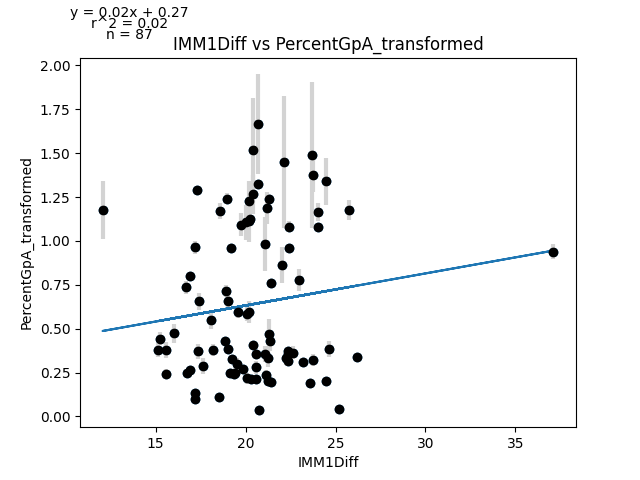 y = 0.02x + 0.27
r^2 = 0.02
n = 87
IMM1Diff vs PercentGpA_transformed
PercentGpA_transformed
2.00
1.75
1.50
1.25
1.00
0.75
0.50
0.25
0.00
15 20 25 30 35
IMM1Diff